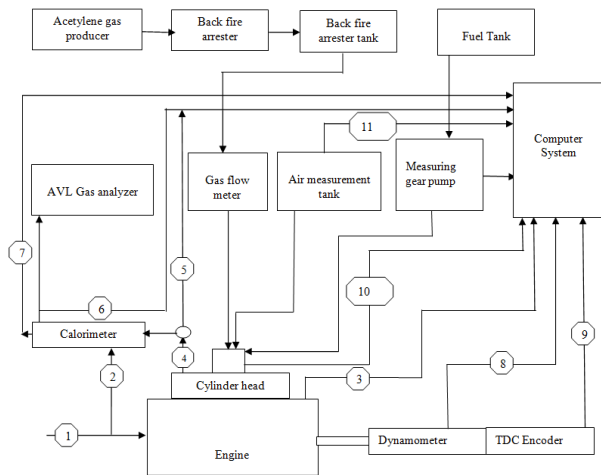 Acetylene gas
producer
Back fire
arrester
Back fire
arrester tank
Fuel Tank
11
Computer
System
AVL Gas analyzer
Gas flow
meter
Air measurement
tank
Measuring
gear pump
7
5
10
6
9
Calorimeter
4
2
3
8
Cylinder head
1
Engine
Dynamometer
TDC Encoder